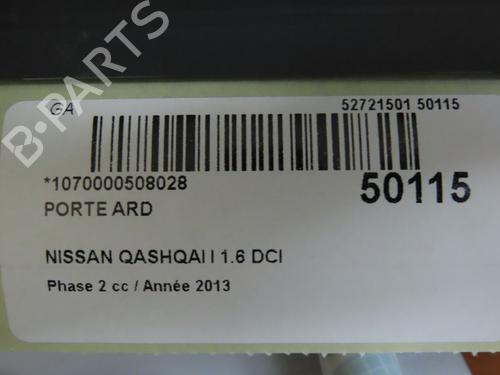 GA
52721501 50115
*1070000508028
50115
PORTE ARD
NISSAN QASHQAI I 1.6 DCI
Phase 2 cc / Année 2013
B-PARTS